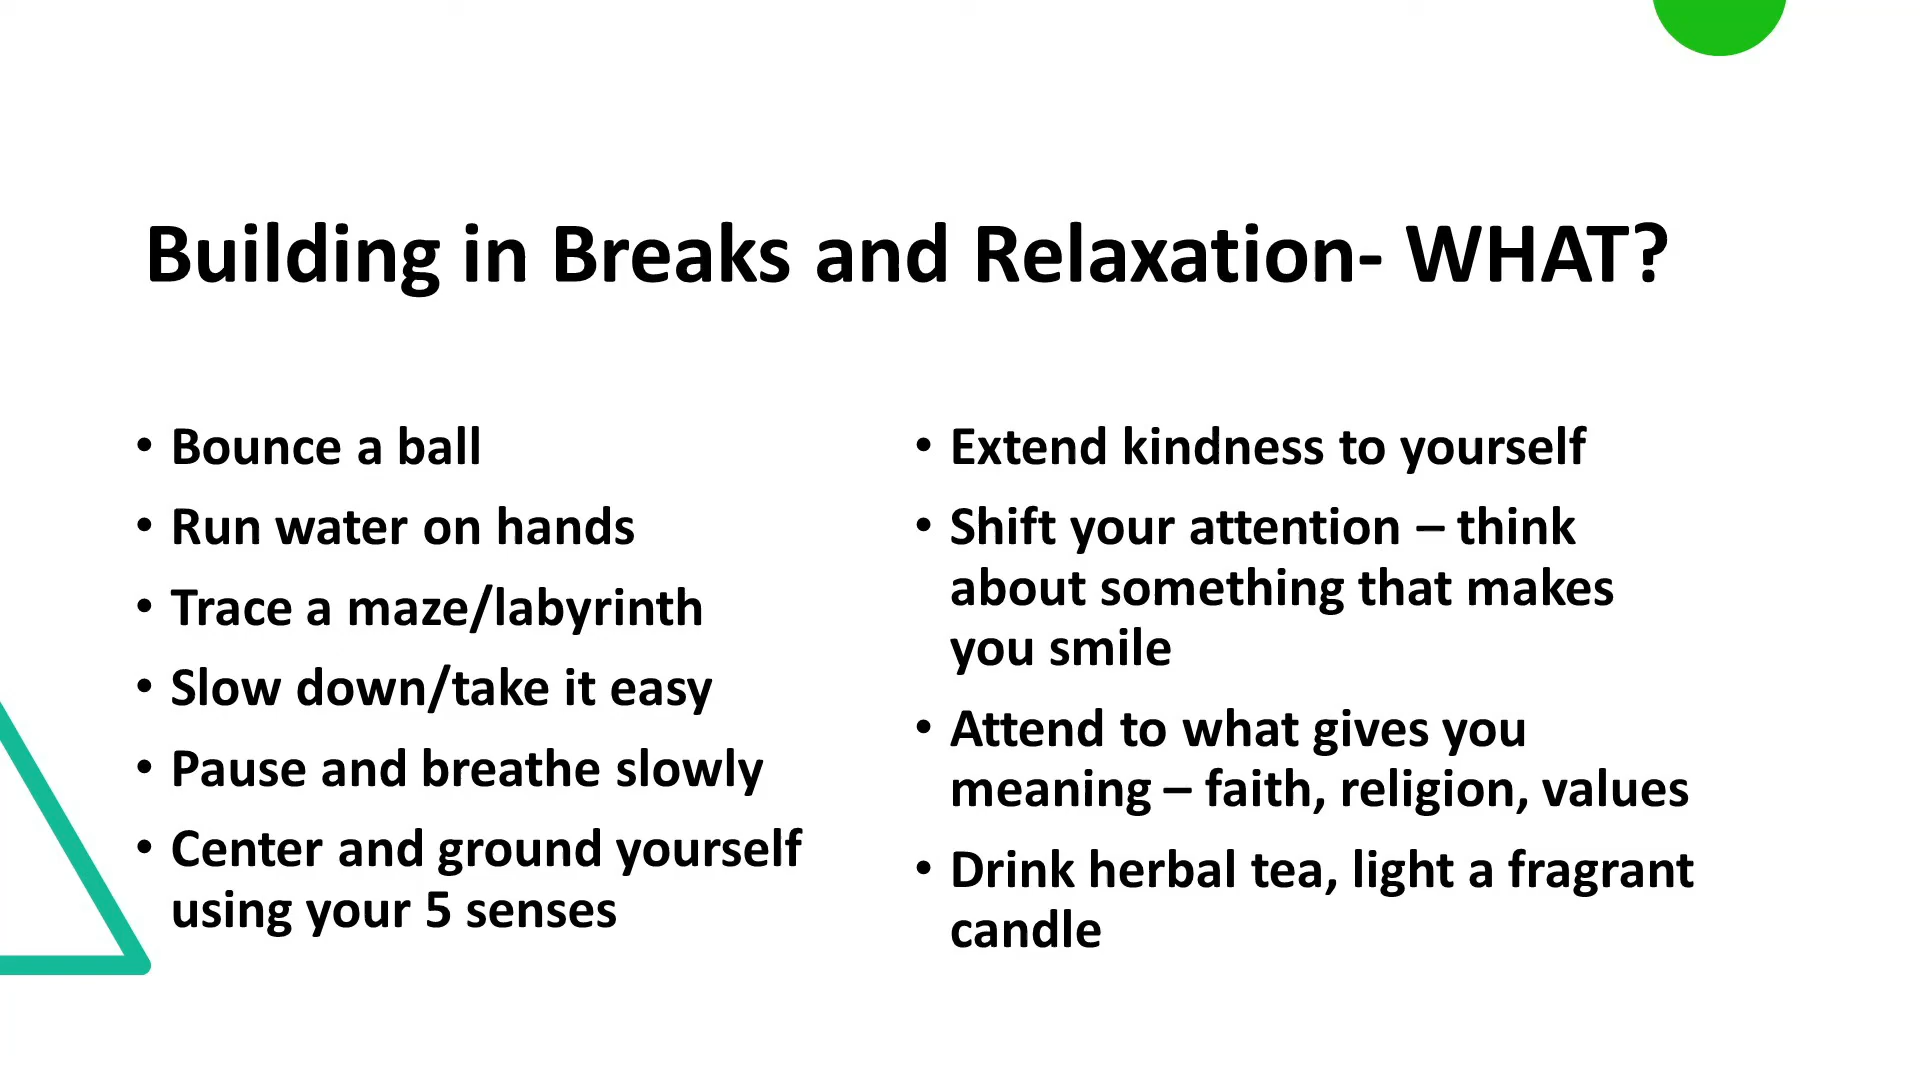 Building in Breaks and Relaxation- WHAT?
• Bounce a ball
• Run water on hands
• Trace a maze/labyrinth
• Slow down/take it easy
• Pause and breathe slowly
• Center and ground yourself
using your 5 senses
• Extend kindness to yourself
• Shift your attention – think
about something that makes
you smile
• Attend to what gives you
meaning – faith, religion, values
• Drink herbal tea, light a fragrant
candle